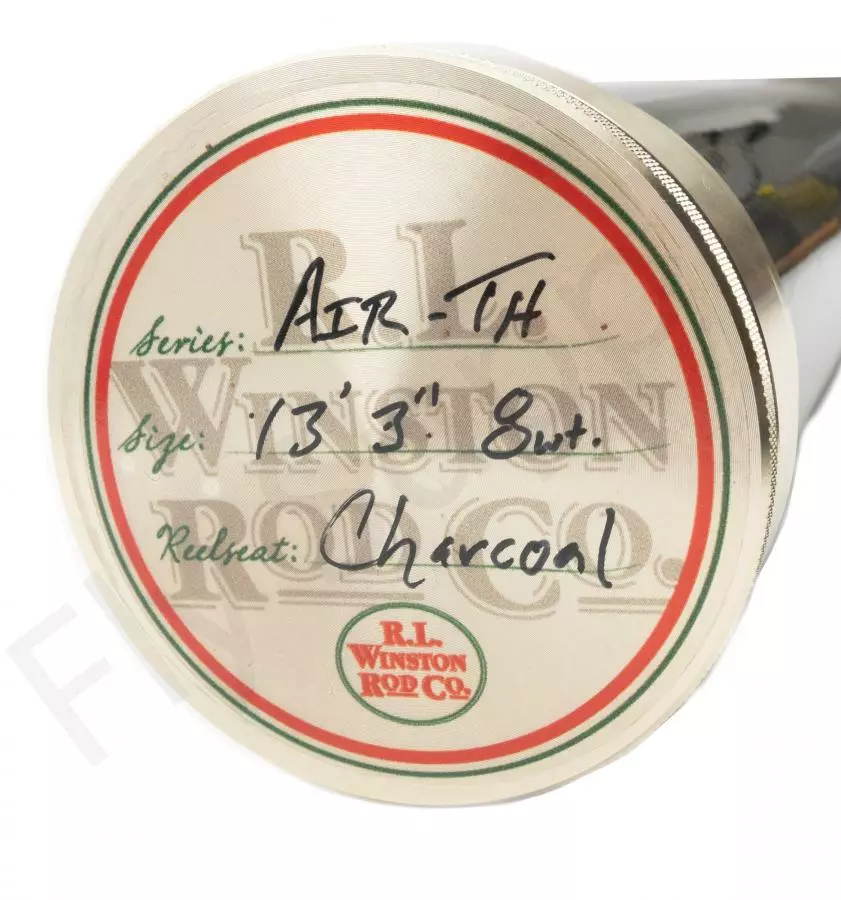 R.L.
WINSTON
ROD CO.
Series: AIR-TH
Size: 13' 3" 8wt.
Reelseat: Charcoal
R.L.
WINSTON
ROD CO.